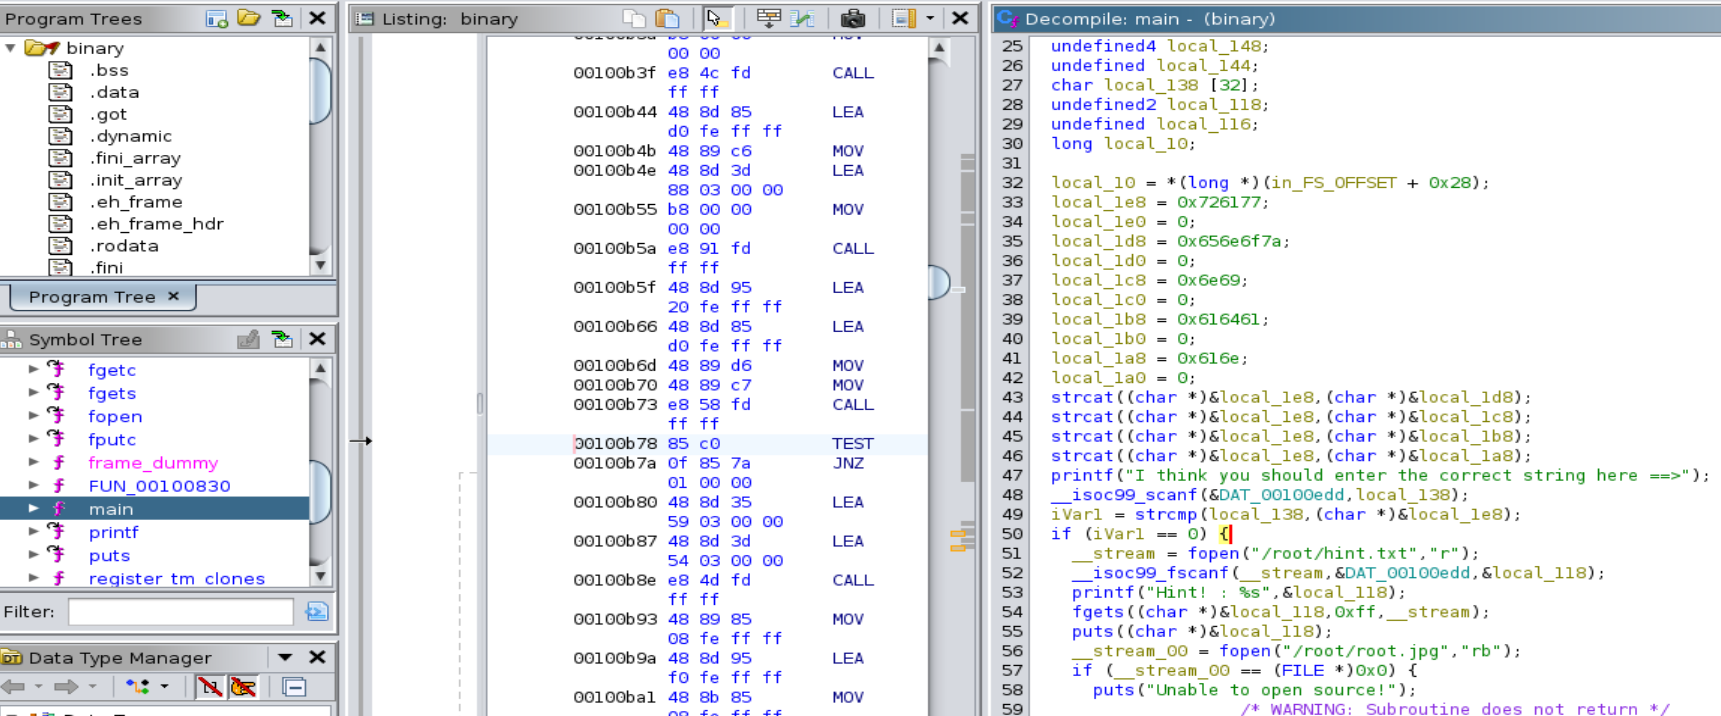 Program Trees
binary
.bss
.data
.got
.dynamic
.fini_array
.init_array
.eh_frame
.eh_frame_hdr
.rodata
.fini
Program Tree
Symbol Tree
fgetc
fgets
fopen
fputc
frame_dummy
FUN_00100830
main
printf
puts
register tm clones
Filter:
Data Type Manager
Listing: binary
00 00
00100b3f e8 4c fd CALL
ff ff
00100b44 48 8d 85 LEA
d0 fe ff ff
00100b4b 48 89 c6 MOV
00100b4e 48 8d 3d LEA
88 03 00 00
00100b55 b8 00 00 MOV
00 00
00100b5a e8 91 fd CALL
ff ff
00100b5f 48 8d 95 LEA
20 fe ff ff
00100b66 48 8d 85 LEA
d0 fe ff ff
00100b6d 48 89 d6 MOV
00100b70 48 89 c7 MOV
00100b73 e8 58 fd CALL
ff ff
00100b78 85 c0 TEST
00100b7a 0f 85 7a JNZ
01 00 00
00100b80 48 8d 35 LEA
59 03 00 00
00100b87 48 8d 3d LEA
54 03 00 00
00100b8e e8 4d fd CALL
ff ff
00100b93 48 89 85 MOV
08 fe ff ff
00100b9a 48 8d 95 LEA
f0 fe ff ff
00100ba1 48 8b 85 MOV
Decompile: main - (binary)
25 undefined4 local_148;
26 undefined local_144;
27 char local_138 [32];
28 undefined2 local_118;
29 undefined local_116;
30 long local_10;
31
32 local_10 = *(long *)(in_FS_OFFSET + 0x28);
33 local_1e8 = 0x726177;
34 local_1e0 = 0;
35 local_1d8 = 0x656e6f7a;
36 local_1d0 = 0;
37 local_1c8 = 0x6e69;
38 local_1c0 = 0;
39 local_1b8 = 0x616461;
40 local_1b0 = 0;
41 local_1a8 = 0x616e;
42 local_1a0 = 0;
43 strcat((char *)&local_1e8,(char *)&local_1d8);
44 strcat((char *)&local_1e8,(char *)&local_1c8);
45 strcat((char *)&local_1e8,(char *)&local_1b8);
46 strcat((char *)&local_1e8,(char *)&local_1a8);
47 printf("I think you should enter the correct string here ==>");
48 __isoc99_scanf(&DAT_00100edd,local_138);
49 iVar1 = strcmp(local_138,(char *)&local_1e8);
50 if (iVar1 == 0) {
51 __stream = fopen("/root/hint.txt","r");
52 __isoc99_fscanf(__stream,&DAT_00100edd,&local_118);
53 printf("Hint! : %s",&local_118);
54 fgets((char *)&local_118,0xff,__stream);
55 puts((char *)&local_118);
56 __stream_00 = fopen("/root/root.jpg","rb");
57 if (__stream_00 == (FILE *)0x0) {
58 puts("Unable to open source!");
59 /* WARNING: Subroutine does not return */